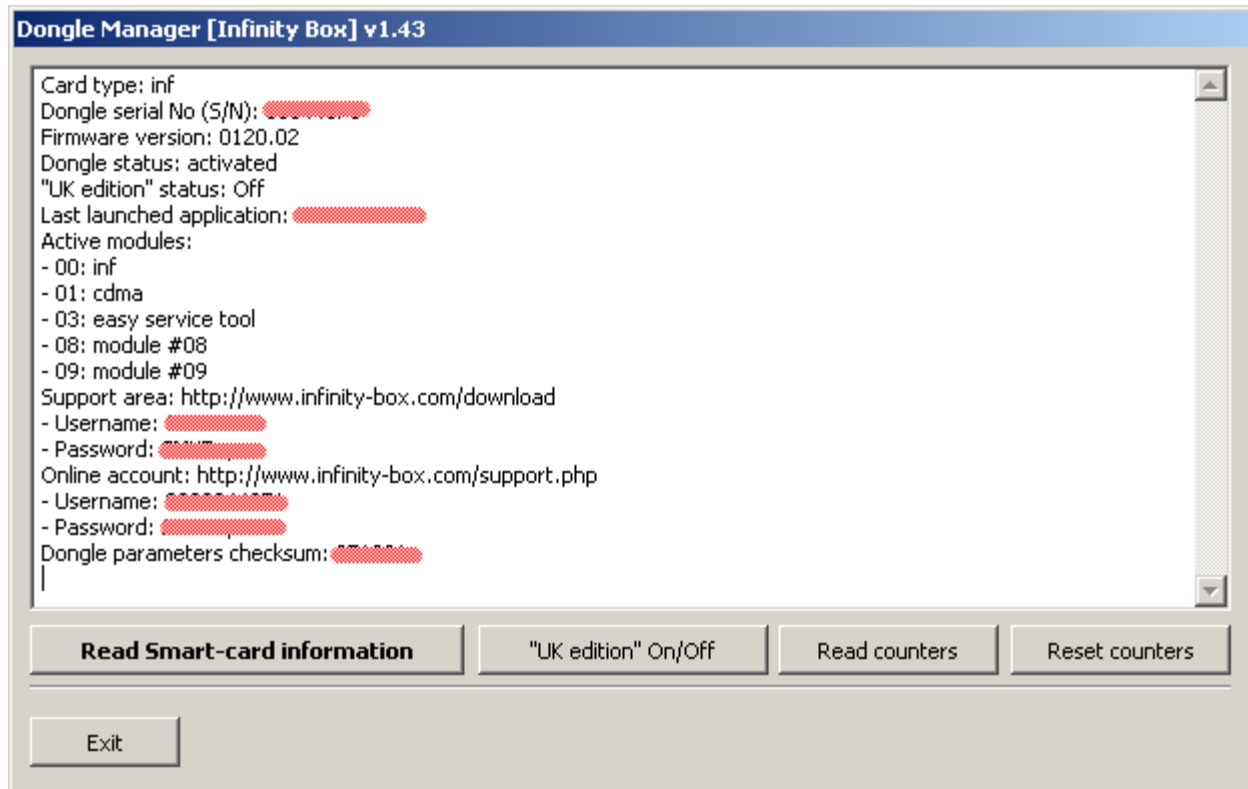 Dongle Manager [Infinity Box] v1.43
Card type: inf
Dongle serial No (S/N):
Firmware version: 0120.02
Dongle status: activated
"UK edition" status: Off
Last launched application:
Active modules:
- 00: inf
- 01: cdma
- 03: easy service tool
- 08: module #08
- 09: module #09
Support area: http://www.infinity-box.com/download
- Username:
- Password:
Online account: http://www.infinity-box.com/support.php
- Username:
- Password:
Dongle parameters checksum:
Read Smart-card information
"UK edition" On/Off
Read counters
Reset counters
Exit